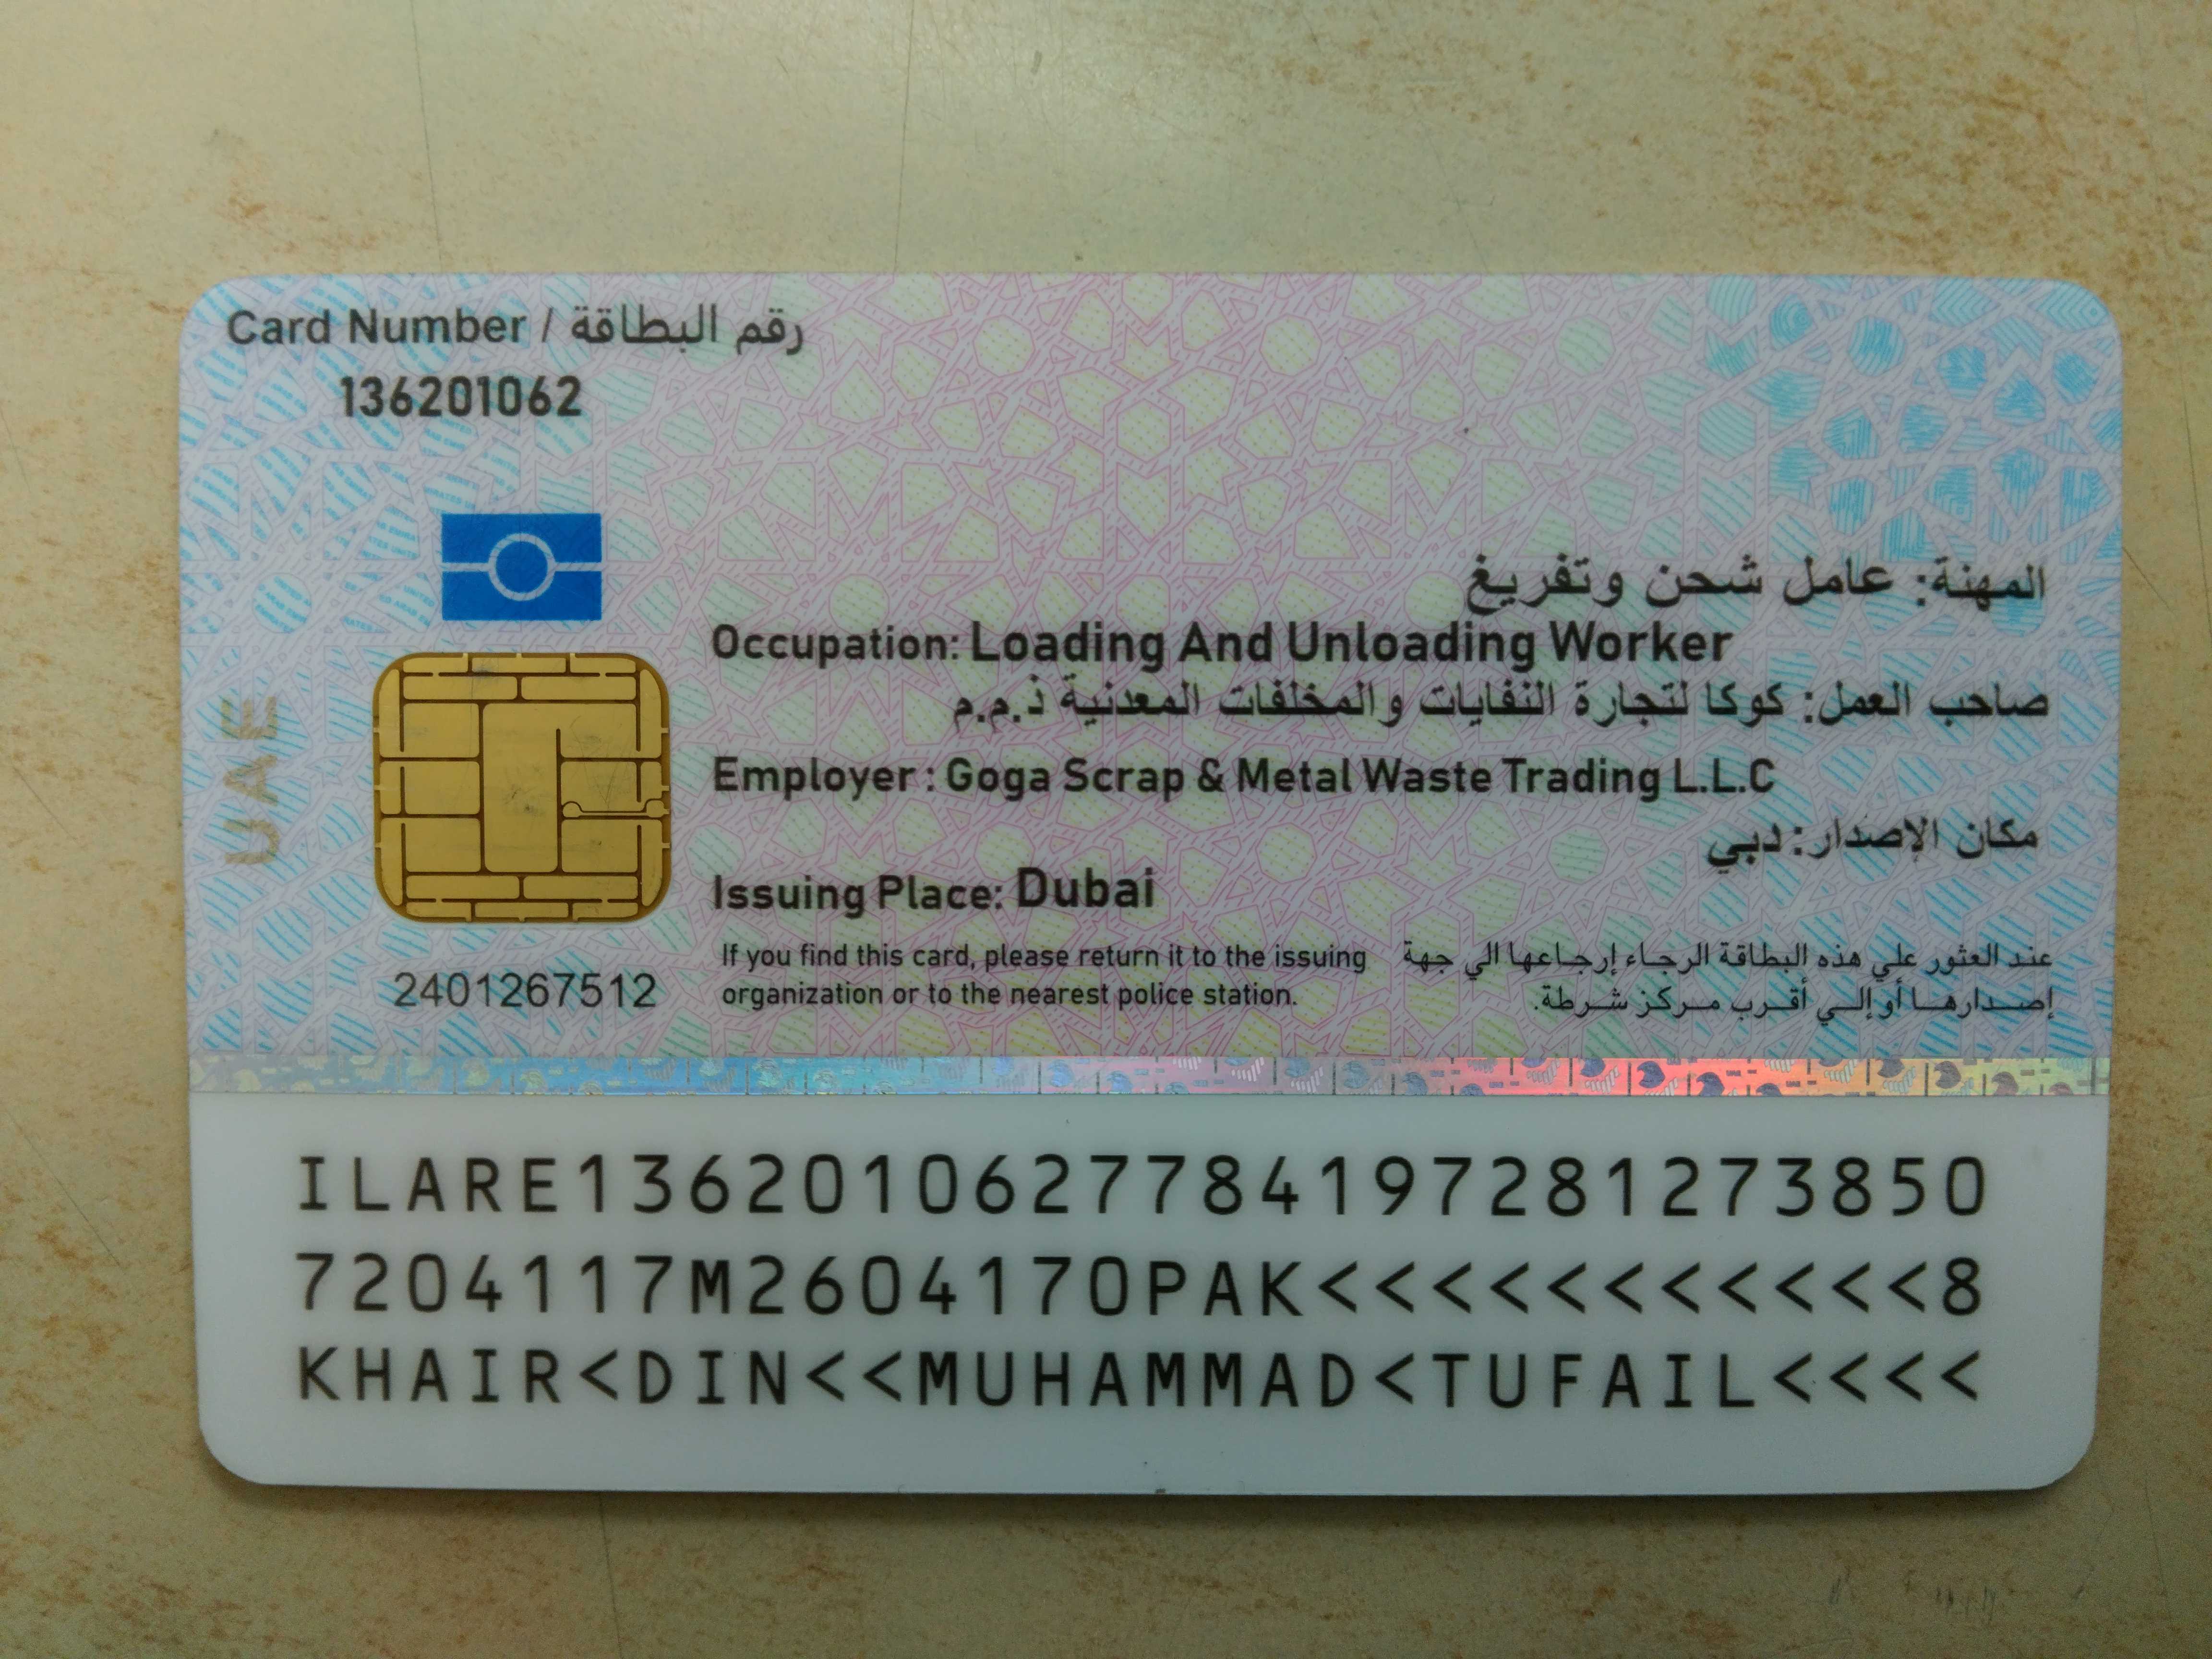 Card Number / رقم البطاقة
136201062
المهنة: عامل شحن وتفريغ
Occupation: Loading And Unloading Worker
صاحب العمل: كوكا لتجارة النفايات والمخلفات المعدنية ذ.م.م
Employer : Goga Scrap & Metal Waste Trading L.L.C
مكان الإصدار: دبي
Issuing Place: Dubai
UAE
2401267512
If you find this card, please return it to the issuing
organization or to the nearest police station.
عند العثور علي هذه البطاقة الرجاء إرجاعها الي جهة
إصدارها أو إلي أقرب مركز شرطة.
ILARE1362010627784197281273850
7204117M2604170PAK<<<<<<<<<<<8
KHAIR<DIN<<MUHAMMAD<TUFAIL<<<<